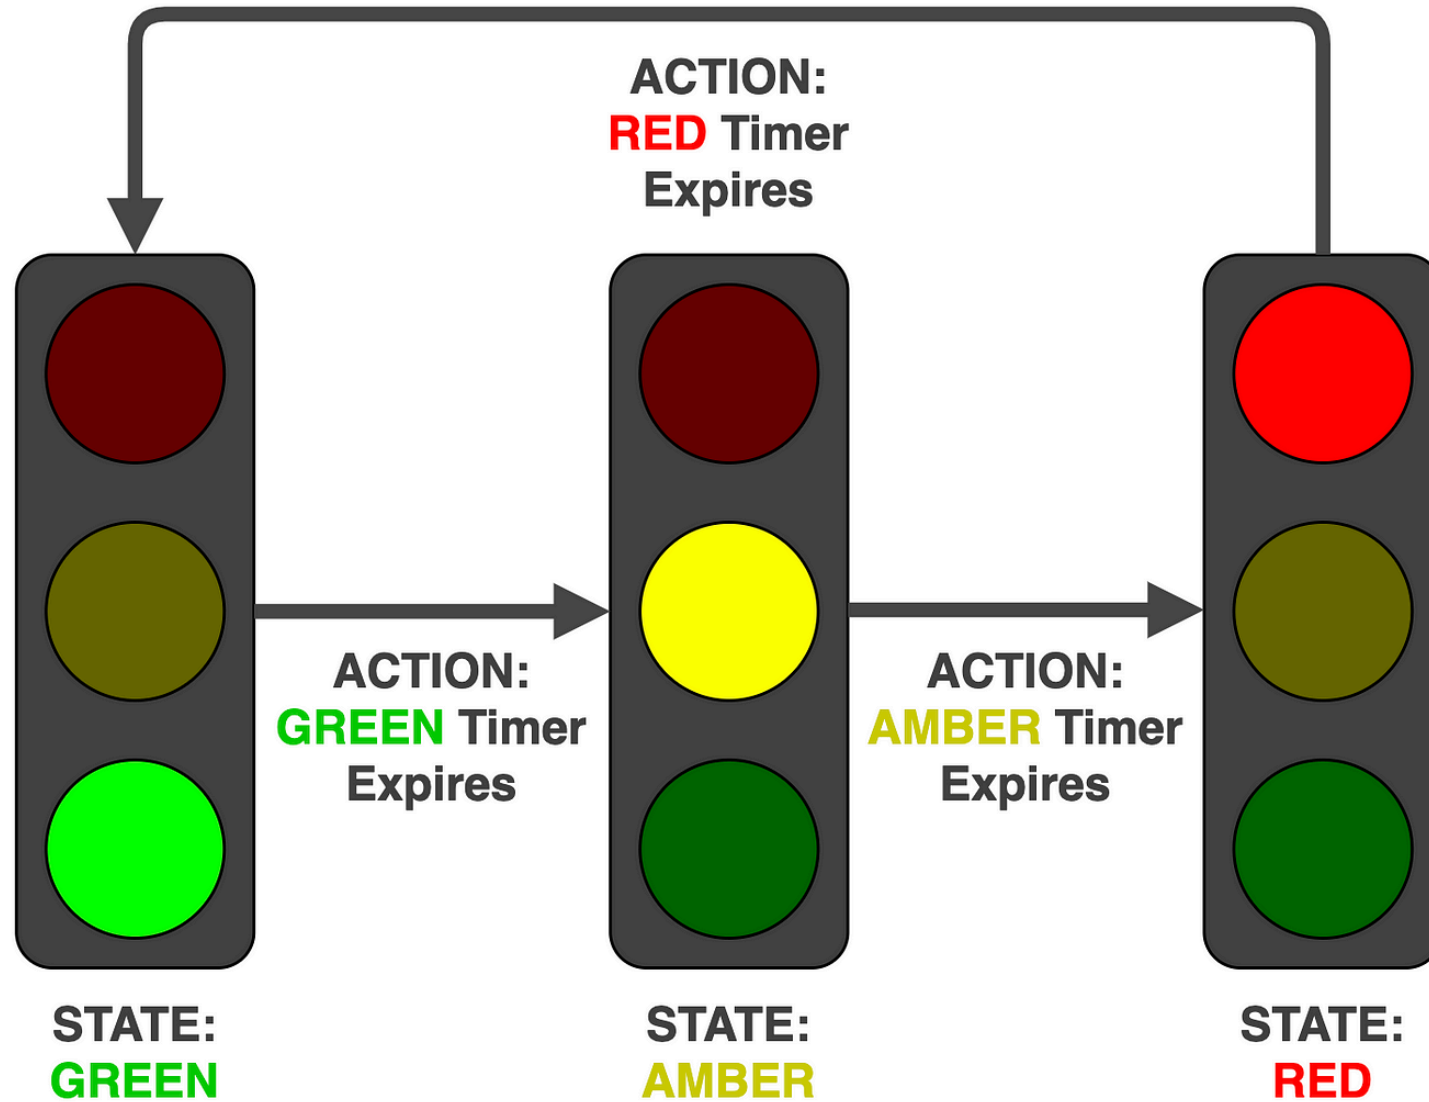 ACTION:
RED Timer
Expires
ACTION:
GREEN Timer
Expires
ACTION:
AMBER Timer
Expires
STATE:
GREEN
STATE:
AMBER
STATE:
RED